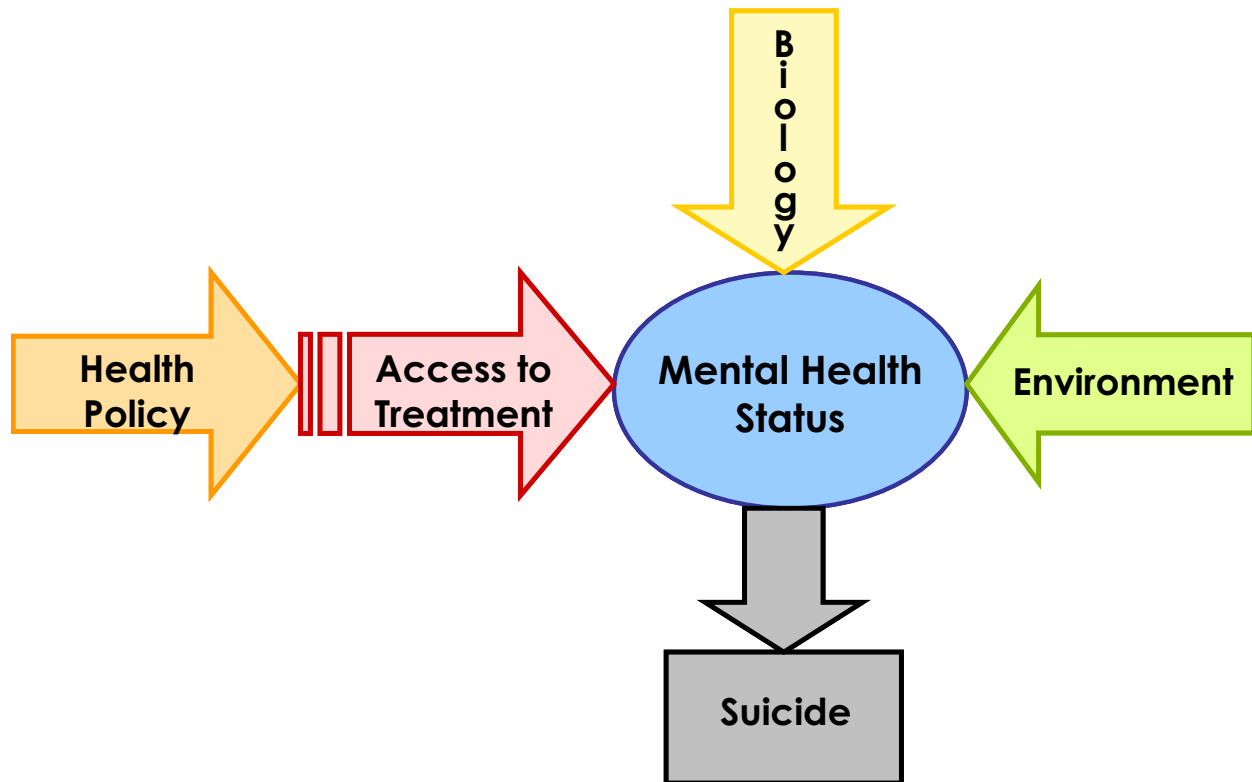 Biology
Health
Policy
Access to
Treatment
Mental Health
Status
Environment
Suicide